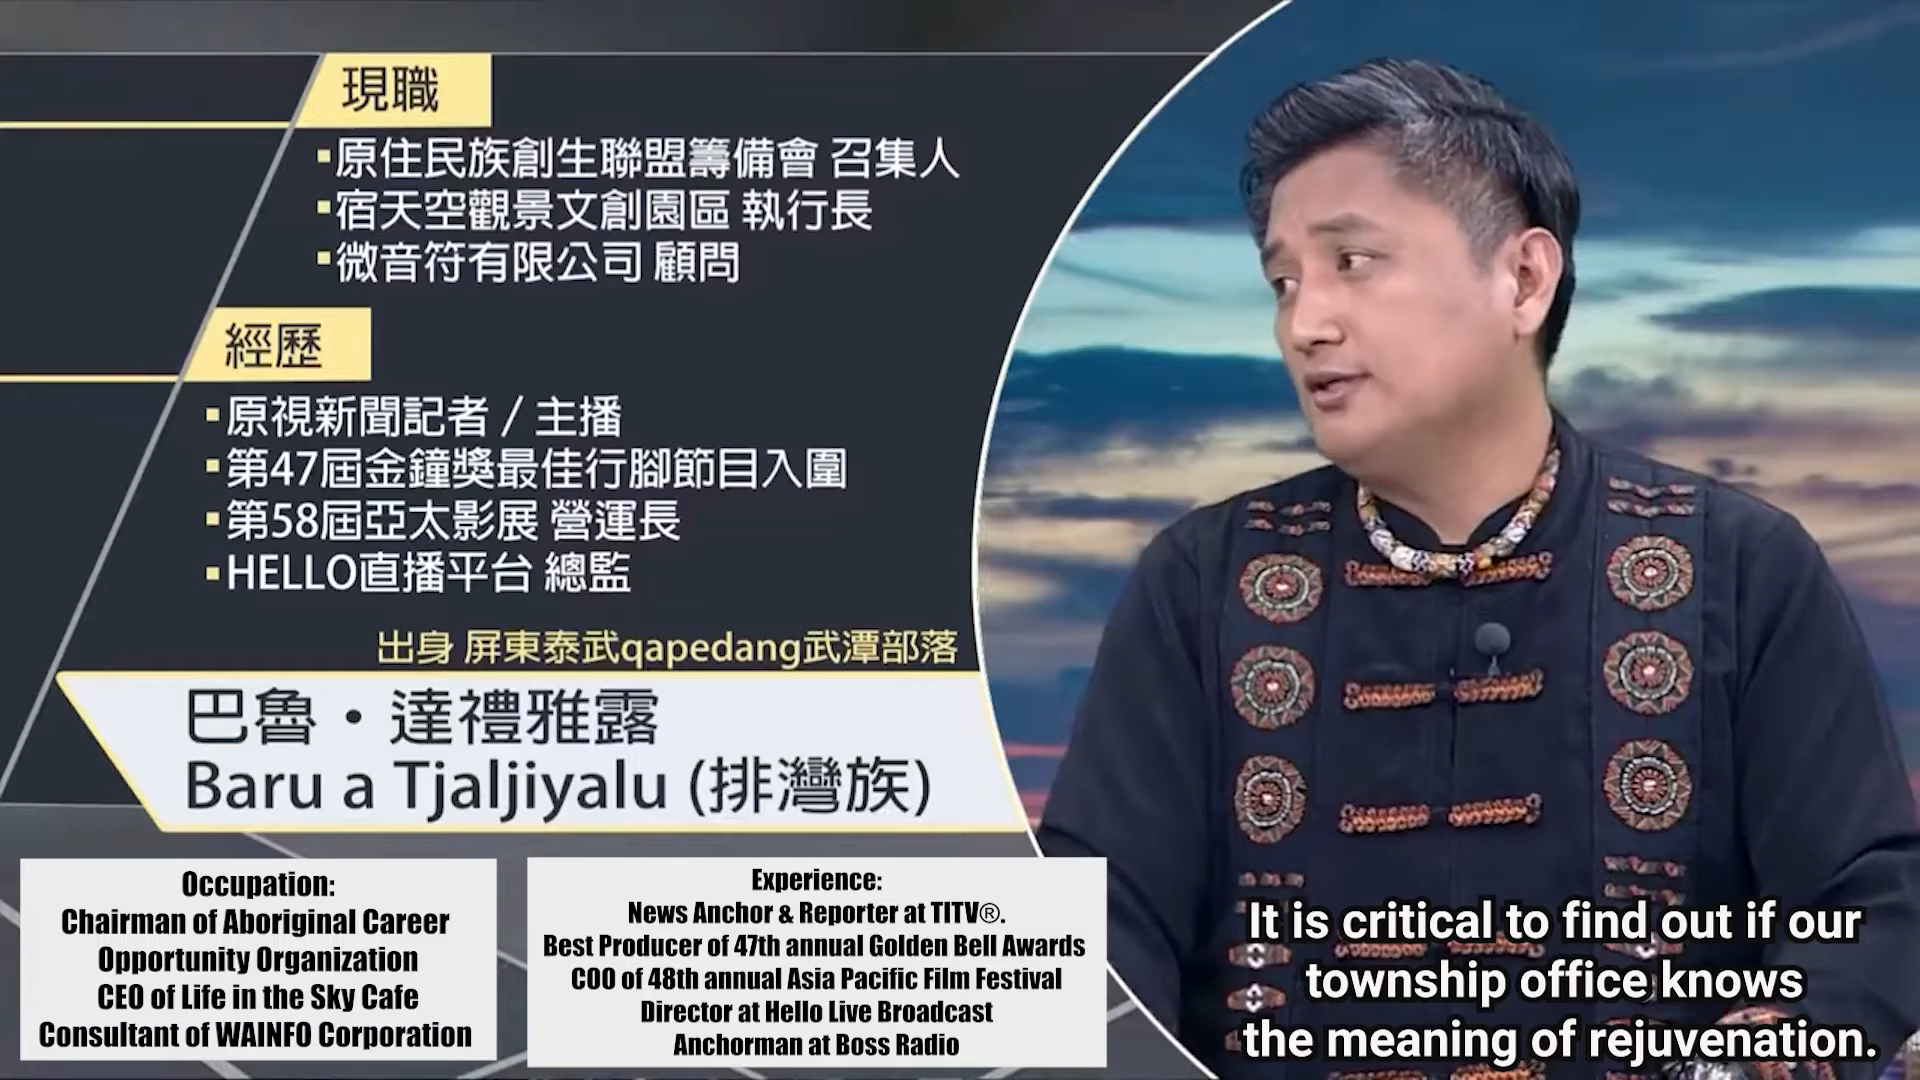 現職
▪原住民族創生聯盟籌備會 召集人
▪宿天空觀景文創園區 執行長
▪微音符有限公司 顧問
經歷
▪原視新聞記者 / 主播
▪第47屆金鐘獎最佳行腳節目入圍
▪第58屆亞太影展 營運長
▪HELLO直播平台 總監
出身 屏東泰武qapedang武潭部落
巴魯・達禮雅露
Baru a Tjaljiyalu (排灣族)
Occupation:
Chairman of Aboriginal Career
Opportunity Organization
CEO of Life in the Sky Cafe
Consultant of WAINFO Corporation
Experience:
News Anchor & Reporter at TITV®.
Best Producer of 47th annual Golden Bell Awards
COO of 48th annual Asia Pacific Film Festival
Director at Hello Live Broadcast
Anchorman at Boss Radio
It is critical to find out if our
township office knows
the meaning of rejuvenation.